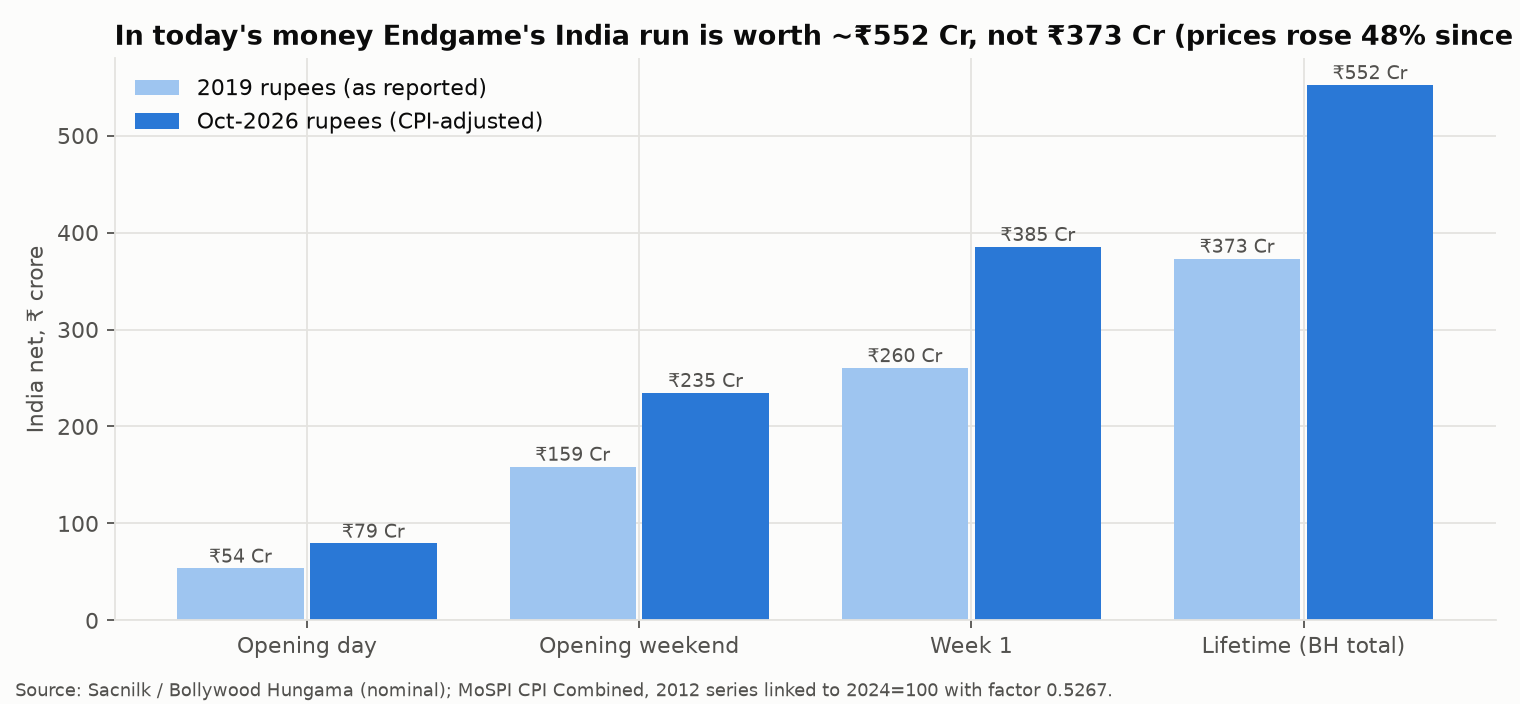 In today's money Endgame's India run is worth ~₹552 Cr, not ₹373 Cr (prices rose 48% since
2019 rupees (as reported)
Oct-2026 rupees (CPI-adjusted)
India net, ₹ crore
500
400
300
200
100
0
₹54 Cr
₹79 Cr
₹159 Cr
₹235 Cr
₹260 Cr
₹385 Cr
₹373 Cr
₹552 Cr
Opening day
Opening weekend
Week 1
Lifetime (BH total)
Source: Sacnilk / Bollywood Hungama (nominal); MoSPI CPI Combined, 2012 series linked to 2024=100 with factor 0.5267.